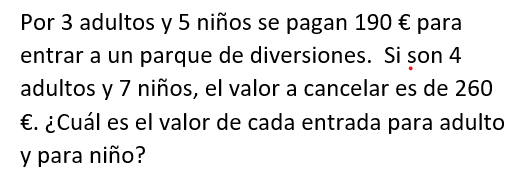 Por 3 adultos y 5 niños se pagan 190 € para
entrar a un parque de diversiones.  Si son 4
adultos y 7 niños, el valor a cancelar es de 260
€. ¿Cuál es el valor de cada entrada para adulto
y para niño?